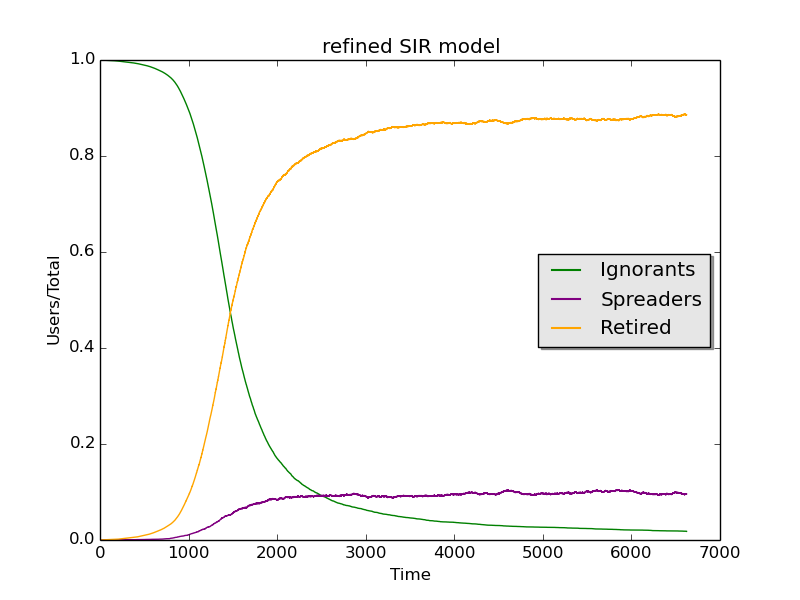 refined SIR model
1.0
0.8
0.6
0.4
0.2
0.0
Users/Total
Ignorants
Spreaders
Retired
0 1000 2000 3000 4000 5000 6000 7000
Time